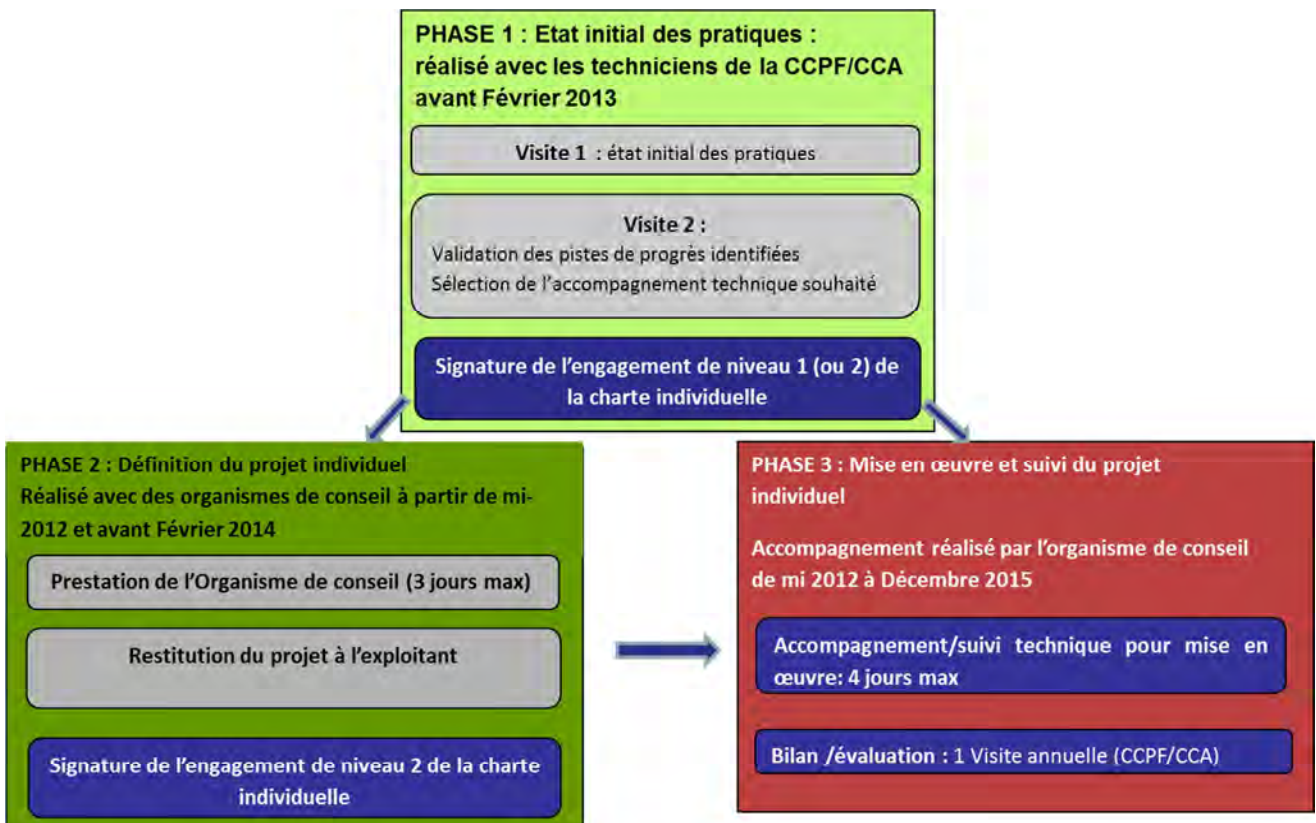 PHASE 1 : Etat initial des pratiques :
réalisé avec les techniciens de la CCPF/CCA
avant Février 2013
Visite 1 : état initial des pratiques
Visite 2 :
Validation des pistes de progrès identifiées
Sélection de l'accompagnement technique souhaité
Signature de l'engagement de niveau 1 (ou 2) de
la charte individuelle
PHASE 2 : Définition du projet individuel
Réalisé avec des organismes de conseil à partir de mi-
2012 et avant Février 2014
Prestation de l'Organisme de conseil (3 jours max)
Restitution du projet à l'exploitant
Signature de l'engagement de niveau 2 de la charte
individuelle
PHASE 3 : Mise en œuvre et suivi du projet
individuel
Accompagnement réalisé par l'organisme de conseil
de mi 2012 à Décembre 2015
Accompagnement/suivi technique pour mise en
œuvre: 4 jours max
Bilan /évaluation : 1 Visite annuelle (CCPF/CCA)